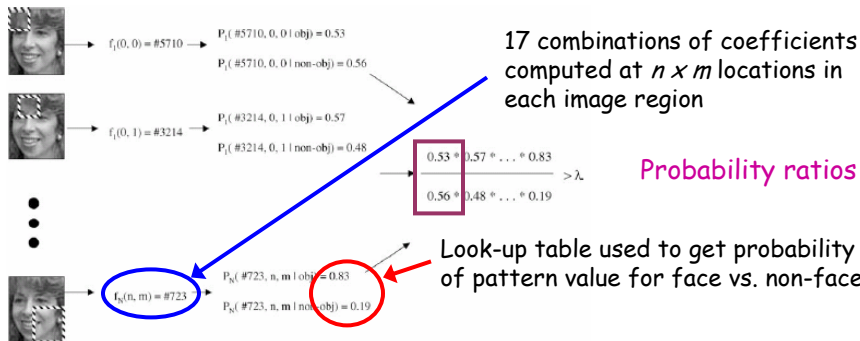 f₁(0, 0) = #5710
P₁( #5710, 0, 0 | obj) = 0.53
P₁( #5710, 0, 0 | non-obj) = 0.56
17 combinations of coefficients
computed at n x m locations in
each image region
f₁(0, 1) = #3214
P₁( #3214, 0, 1 | obj) = 0.57
P₁( #3214, 0, 1 | non-obj) = 0.48
0.53 * 0.57 * . . . * 0.83
0.56 * 0.48 * . . . * 0.19
> λ
Probability ratios
Look-up table used to get probability
of pattern value for face vs. non-face
f_N(n, m) = #723
P_N( #723, n, m | obj) = 0.83
P_N( #723, n, m | non-obj) = 0.19